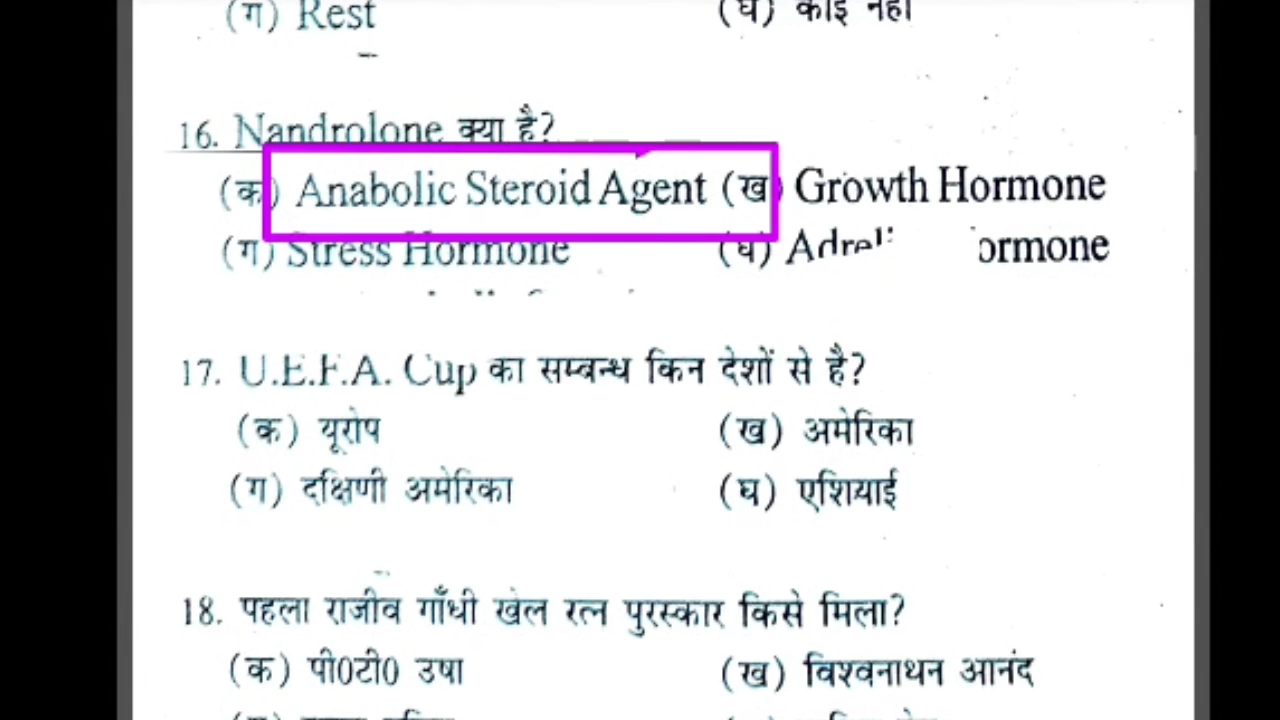 (ग) Rest (घ) कोई नहीं
16. Nandrolone क्या है?
(क) Anabolic Steroid Agent (ख) Growth Hormone
(ग) Stress Hormone (घ) ormone
17. U.E.F.A. Cup का सम्बन्ध किन देशों से है?
(क) यूरोप (ख) अमेरिका
(ग) दक्षिणी अमेरिका (घ) एशियाई
18. पहला राजीव गाँधी खेल रत्न पुरस्कार किसे मिला?
(क) पी0टी0 उषा (ख) विश्वनाथन आनंद